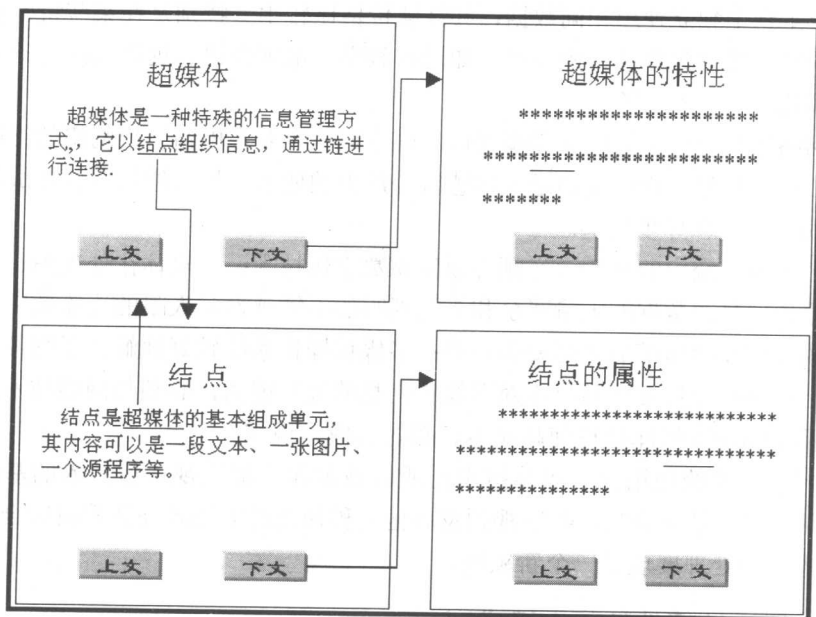 超媒体
超媒体是一种特殊的信息管理方
式,，它以结点组织信息，通过链进
行连接.
上文 下文
超媒体的特性
*********************
************************
*******
上文 下文
结 点
结点是超媒体的基本组成单元，
其内容可以是一段文本、一张图片、
一个源程序等.
上文 下文
结点的属性
*************************
****************************
**************
上文 下文